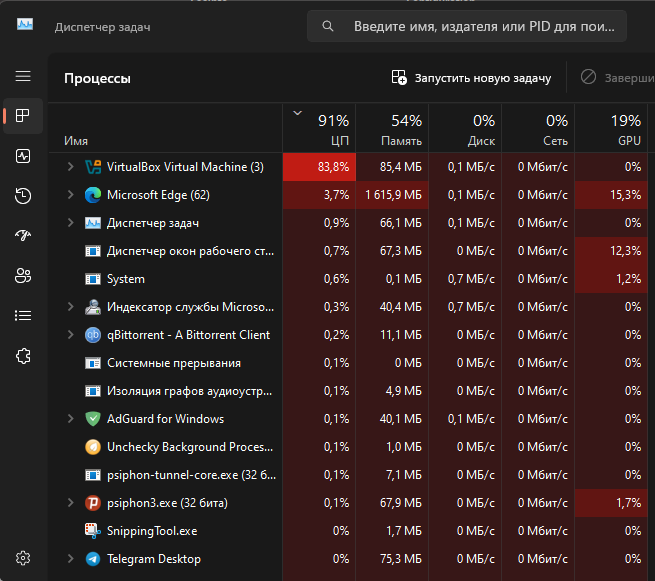 Диспетчер задач
Введите имя, издателя или PID для пои...
Процессы
Запустить новую задачу
Заверши
91% 54% 0% 0% 19%
Имя ЦП Память Диск Сеть GPU
VirtualBox Virtual Machine (3) 83,8% 85,4 МБ 0,1 МБ/с 0 Мбит/с 0%
Microsoft Edge (62) 3,7% 1 615,9 МБ 0,1 МБ/с 0 Мбит/с 15,3%
Диспетчер задач 0,9% 66,1 МБ 0,1 МБ/с 0 Мбит/с 0%
Диспетчер окон рабочего ст... 0,7% 67,3 МБ 0 МБ/с 0 Мбит/с 12,3%
System 0,6% 0,1 МБ 0,7 МБ/с 0 Мбит/с 1,2%
Индексатор службы Microso... 0,3% 40,4 МБ 0,7 МБ/с 0 Мбит/с 0%
qb qBittorrent - A Bittorrent Client 0,2% 11,1 МБ 0 МБ/с 0 Мбит/с 0%
Системные прерывания 0,1% 0 МБ 0 МБ/с 0 Мбит/с 0%
Изоляция графов аудиоустр... 0,1% 4,9 МБ 0 МБ/с 0 Мбит/с 0%
AdGuard for Windows 0,1% 40,1 МБ 0,1 МБ/с 0 Мбит/с 0%
Unchecky Background Proces... 0,1% 1,0 МБ 0 МБ/с 0 Мбит/с 0%
psiphon-tunnel-core.exe (32 б... 0,1% 7,1 МБ 0 МБ/с 0 Мбит/с 0%
psiphon3.exe (32 бита) 0,1% 67,9 МБ 0 МБ/с 0 Мбит/с 1,7%
SnippingTool.exe 0% 1,7 МБ 0 МБ/с 0 Мбит/с 0%
Telegram Desktop 0% 75,3 МБ 0 МБ/с 0 Мбит/с 0%